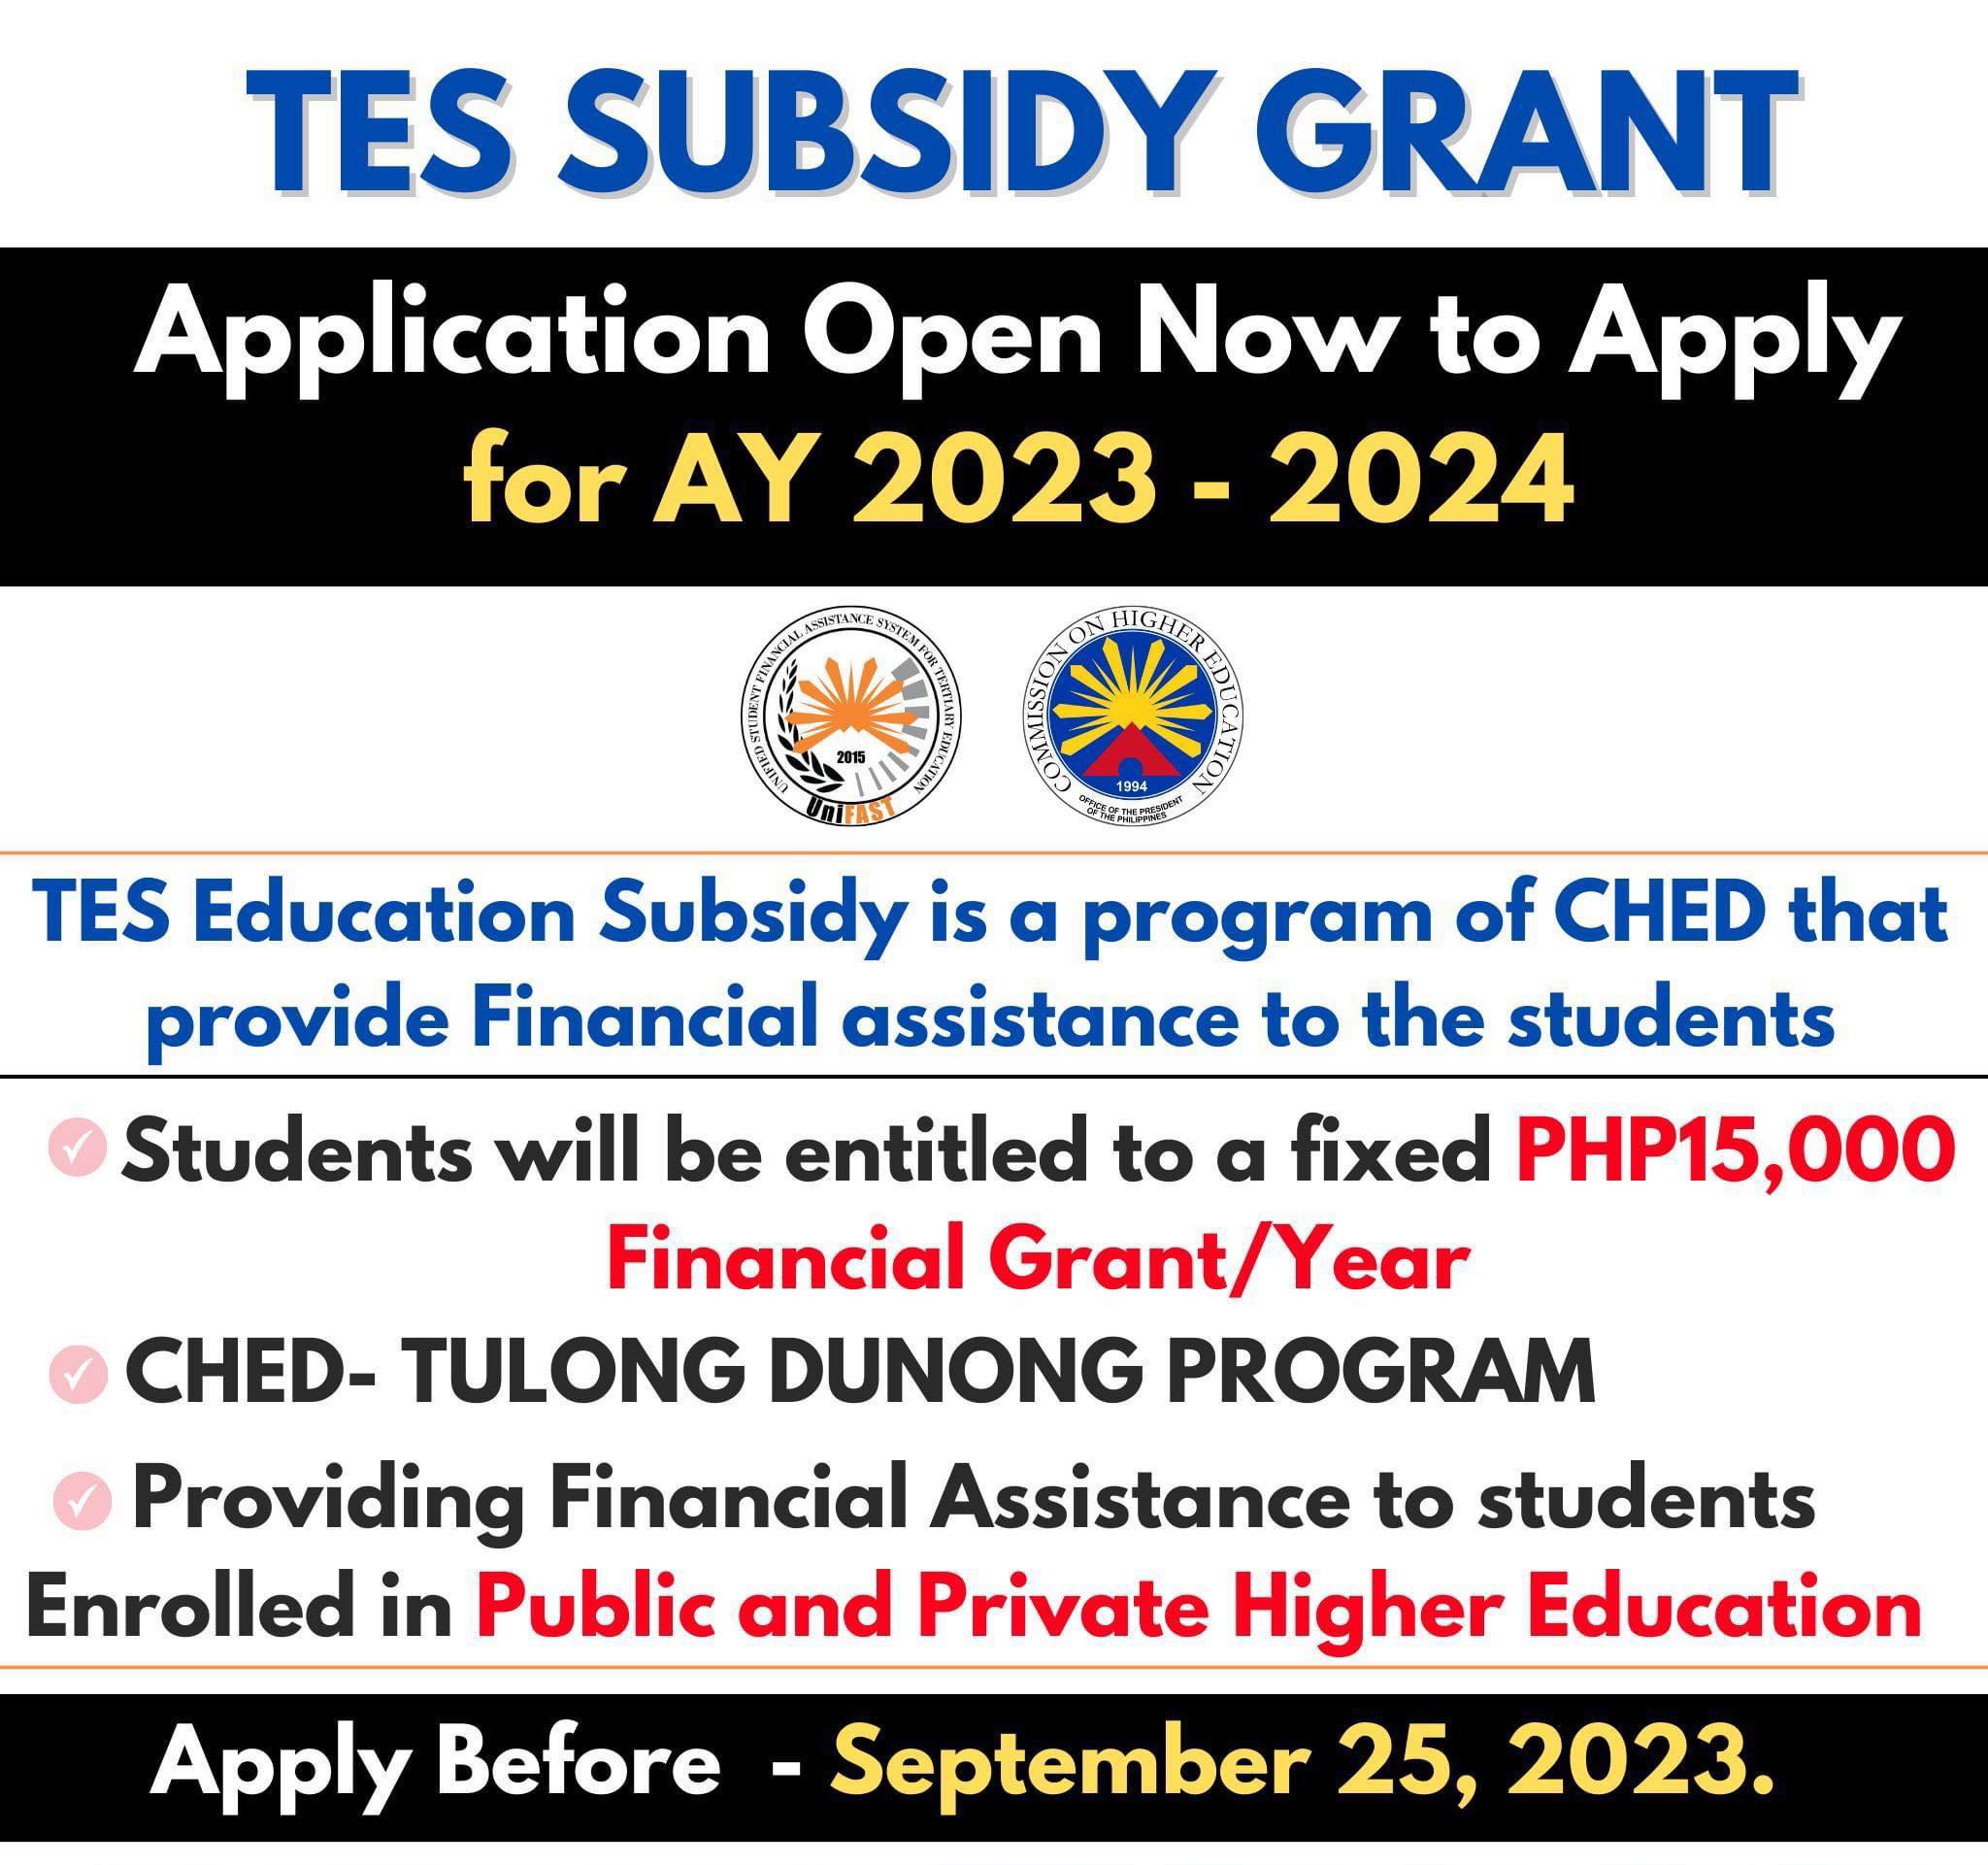 TES SUBSIDY GRANT
Application Open Now to Apply
for AY 2023 - 2024
UNIFIED STUDENT FINANCIAL ASSISTANCE SYSTEM FOR TERTIARY EDUCATION
2015
UniFAST
COMMISSION ON HIGHER EDUCATION
1994
OFFICE OF THE PRESIDENT
OF THE PHILIPPINES
TES Education Subsidy is a program of CHED that
provide Financial assistance to the students
Students will be entitled to a fixed PHP15,000
Financial Grant/Year
CHED- TULONG DUNONG PROGRAM
Providing Financial Assistance to students
Enrolled in Public and Private Higher Education
Apply Before - September 25, 2023.